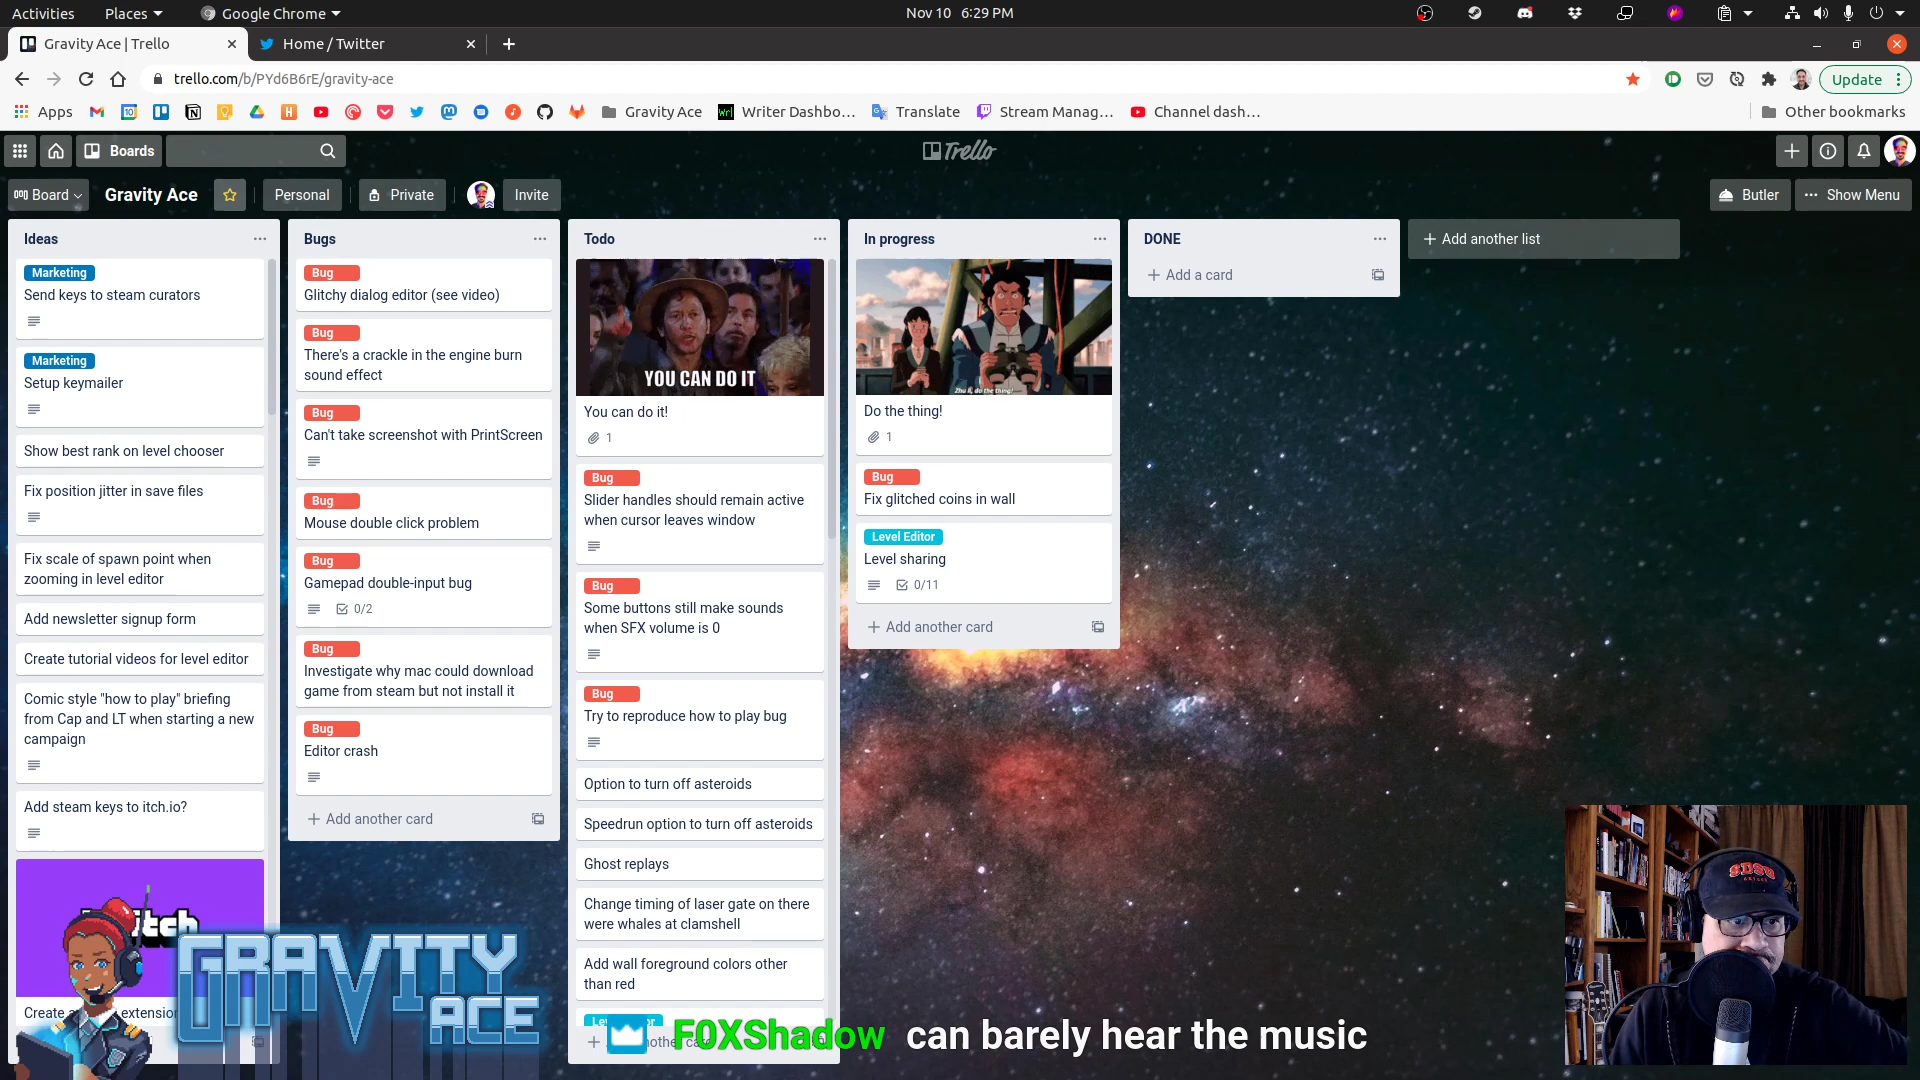 Activities
Places
Google Chrome
Nov 10 6:29 PM
Gravity Ace | Trello
Home / Twitter
trello.com/b/PYd6B6rE/gravity-ace
Update
Apps
Gravity Ace
Writer Dashbo...
Translate
Stream Manag...
Channel dash...
Other bookmarks
Boards
Trello
Board
Gravity Ace
Personal
Private
Invite
Butler
Show Menu
Ideas
Marketing
Send keys to steam curators
Marketing
Setup keymailer
Show best rank on level chooser
Fix position jitter in save files
Fix scale of spawn point when
zooming in level editor
Add newsletter signup form
Create tutorial videos for level editor
Comic style "how to play" briefing
from Cap and LT when starting a new
campaign
Add steam keys to itch.io?
Create
extension
GRAVITY
ACE
Bugs
Bug
Glitchy dialog editor (see video)
Bug
There's a crackle in the engine burn
sound effect
Bug
Can't take screenshot with PrintScreen
Bug
Mouse double click problem
Bug
Gamepad double-input bug
0/2
Bug
Investigate why mac could download
game from steam but not install it
Bug
Editor crash
Add another card
Todo
YOU CAN DO IT
You can do it!
1
Bug
Slider handles should remain active
when cursor leaves window
Bug
Some buttons still make sounds
when SFX volume is 0
Bug
Try to reproduce how to play bug
Option to turn off asteroids
Speedrun option to turn off asteroids
Ghost replays
Change timing of laser gate on there
were whales at clamshell
Add wall foreground colors other
than red
In progress
Zhu li, do the thing!
Do the thing!
1
Bug
Fix glitched coins in wall
Level Editor
Level sharing
0/11
Add another card
DONE
Add a card
Add another list
SDSU
F0XShadow can barely hear the music